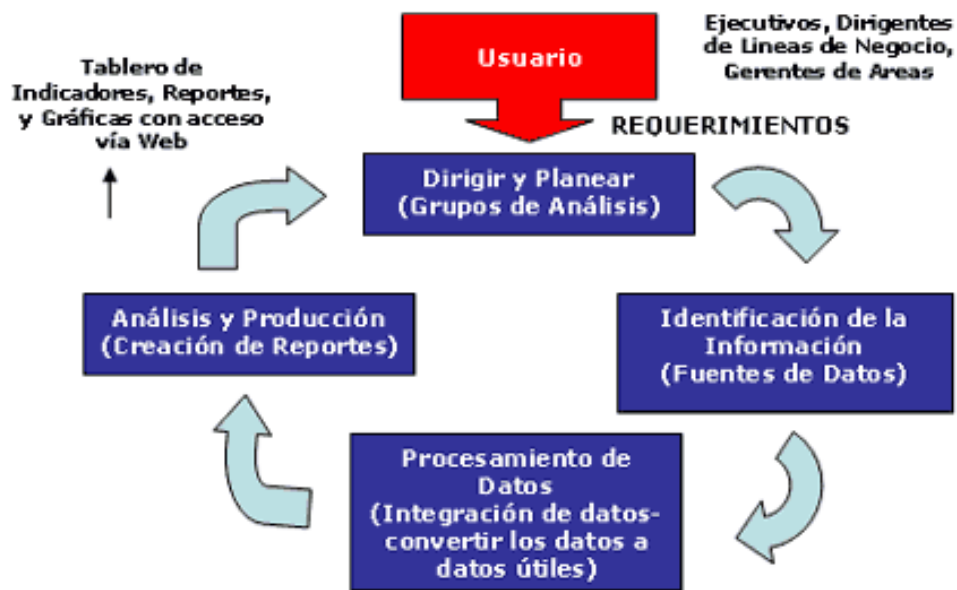 Usuario
Ejecutivos, Dirigentes
de Lineas de Negocio,
Gerentes de Areas
Tablero de
Indicadores, Reportes,
y Gráficas con acceso
vía Web
REQUERIMIENTOS
Dirigir y Planear
(Grupos de Análisis)
Análisis y Producción
(Creación de Reportes)
Identificación de la
Información
(Fuentes de Datos)
Procesamiento de
Datos
(Integración de datos-
convertir los datos a
datos útiles)